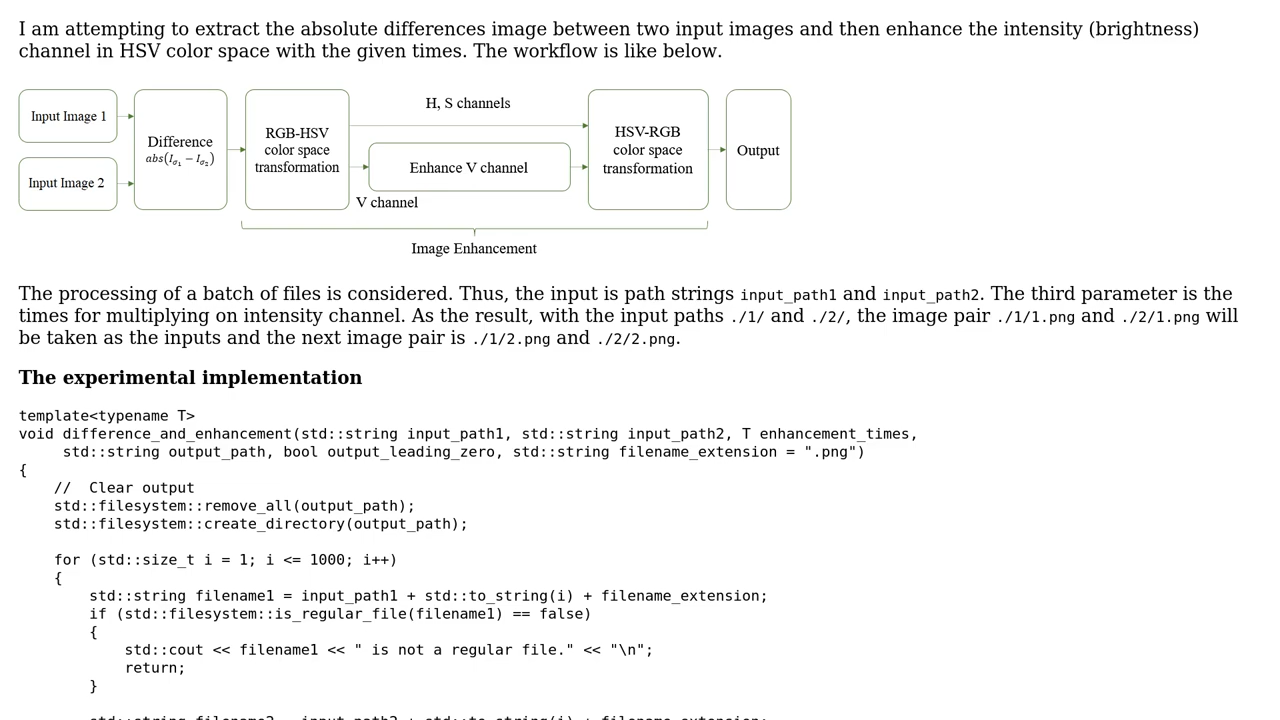 I am attempting to extract the absolute differences image between two input images and then enhance the intensity (brightness)
channel in HSV color space with the given times. The workflow is like below.
Input Image 1
Input Image 2
Difference
abs(I_σ₁ − I_σ₂)
RGB-HSV
color space
transformation
H, S channels
Enhance V channel
V channel
HSV-RGB
color space
transformation
Output
Image Enhancement
The processing of a batch of files is considered. Thus, the input is path strings input_path1 and input_path2. The third parameter is the
times for multiplying on intensity channel. As the result, with the input paths ./1/ and ./2/, the image pair ./1/1.png and ./2/1.png will
be taken as the inputs and the next image pair is ./1/2.png and ./2/2.png.
The experimental implementation
template<typename T>
void difference_and_enhancement(std::string input_path1, std::string input_path2, T enhancement_times,
     std::string output_path, bool output_leading_zero, std::string filename_extension = ".png")
{
    //  Clear output
    std::filesystem::remove_all(output_path);
    std::filesystem::create_directory(output_path);
    for (std::size_t i = 1; i <= 1000; i++)
    {
        std::string filename1 = input_path1 + std::to_string(i) + filename_extension;
        if (std::filesystem::is_regular_file(filename1) == false)
        {
            std::cout << filename1 << " is not a regular file." << "\n";
            return;
        }
        std::string filename2 = input_path2 + std::to_string(i) + filename_extension;